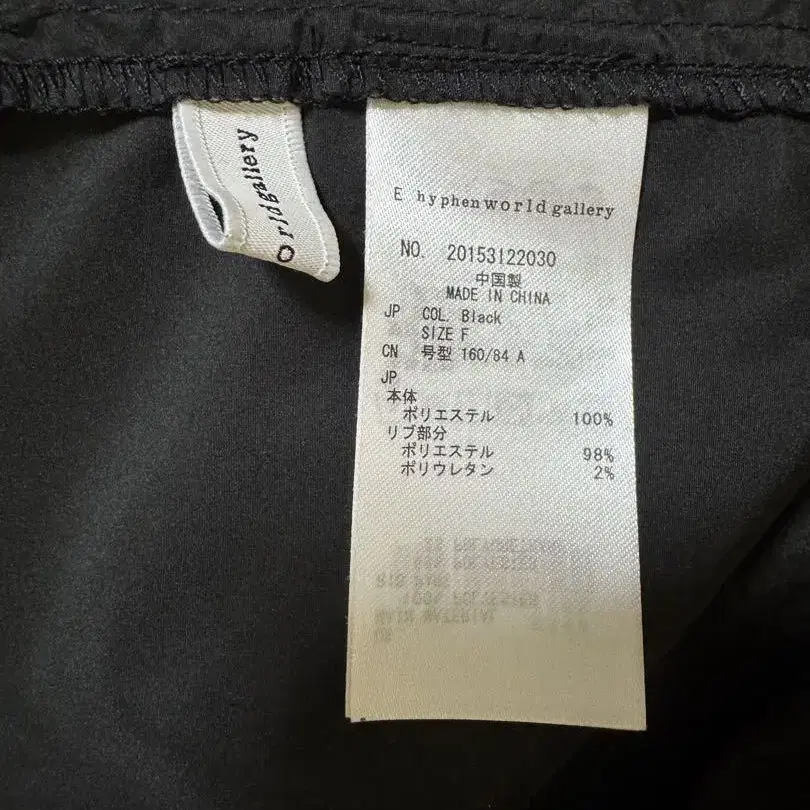 rldgallery
E hyphen world gallery
NO. 20153122030
中国製
MADE IN CHINA
JP COL. Black
SIZE F
CN 号型 160/84 A
JP
本体
ポリエステル 100%
リブ部分
ポリエステル 98%
ポリウレタン 2%